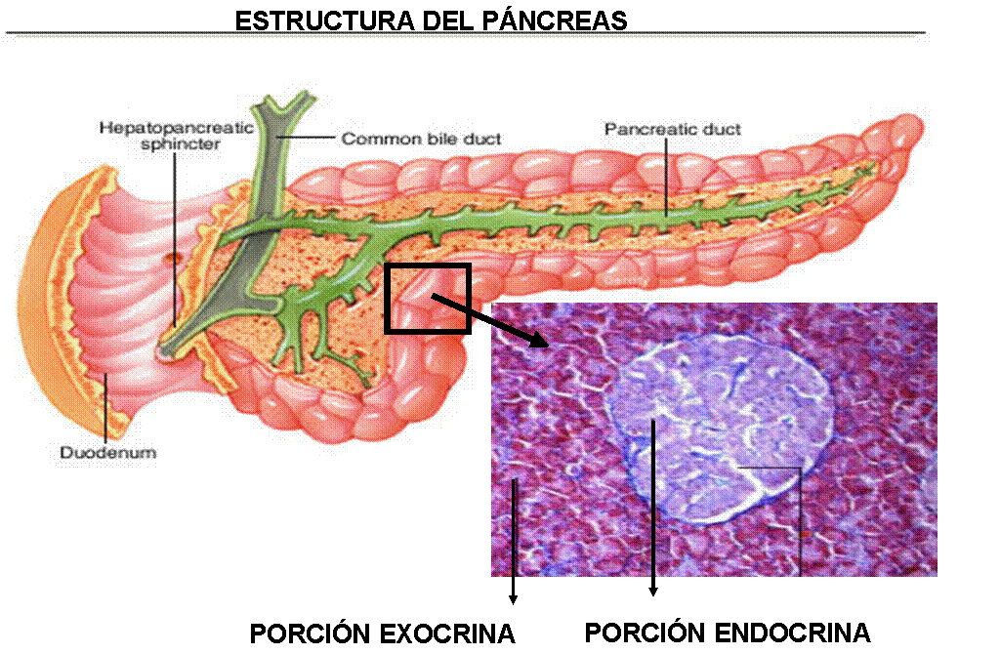 ESTRUCTURA DEL PÁNCREAS
Hepatopancreatic
sphincter
Common bile duct
Pancreatic duct
Duodenum
PORCIÓN EXOCRINA
PORCIÓN ENDOCRINA